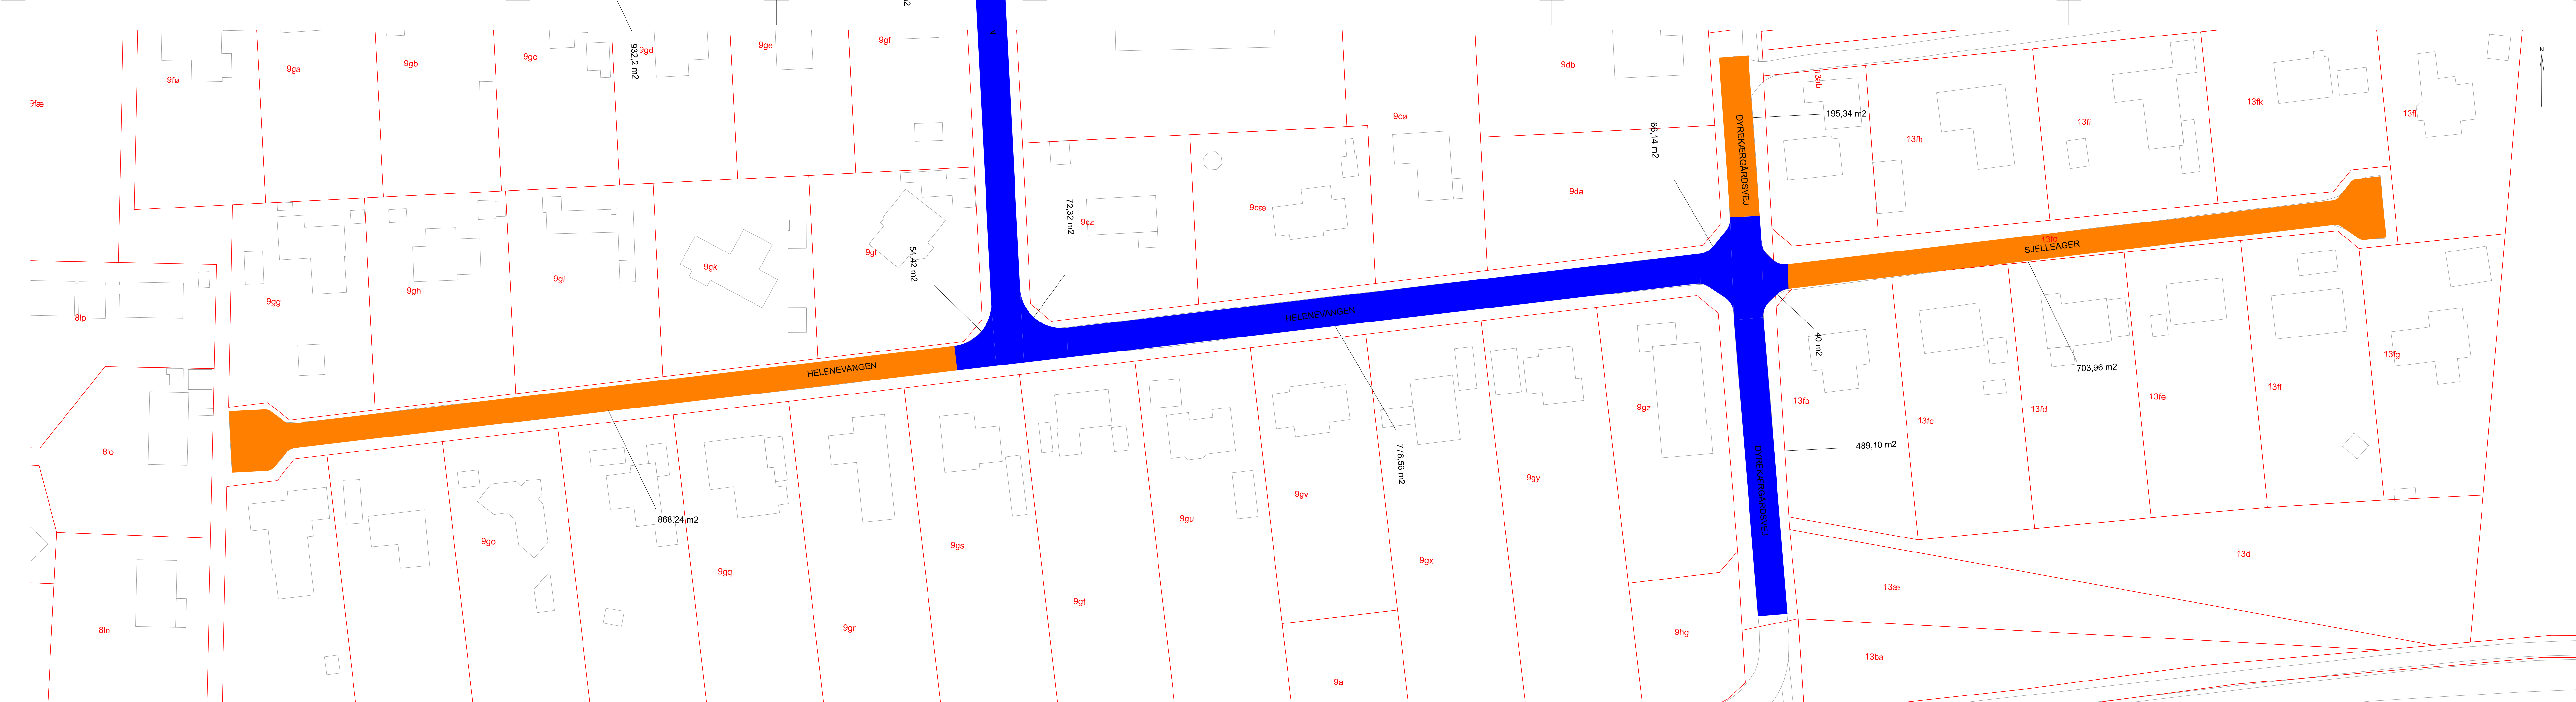 m2
932,2 m2
9fø
9ga
9gb
9gc
9gd
9ge
9gf
9fæ
9cø
9db
13ab
13fh
13fi
13fk
13fl
N
195,34 m2
66,14 m2
DYREKÆRGÅRDSVEJ
9cz
9cæ
9da
72,32 m2
54,42 m2
9gg
9gh
9gi
9gk
9gl
13fo
SJELLEAGER
8lp
HELENEVANGEN
HELENEVANGEN
40 m2
703,96 m2
13fg
13fb
13fc
13fd
13fe
13ff
9gz
8lo
868,24 m2
776,56 m2
489,10 m2
DYREKÆRGÅRDSVEJ
9go
9gq
9gr
9gs
9gt
9gu
9gv
9gx
9gy
13d
13æ
8ln
9hg
13ba
9a